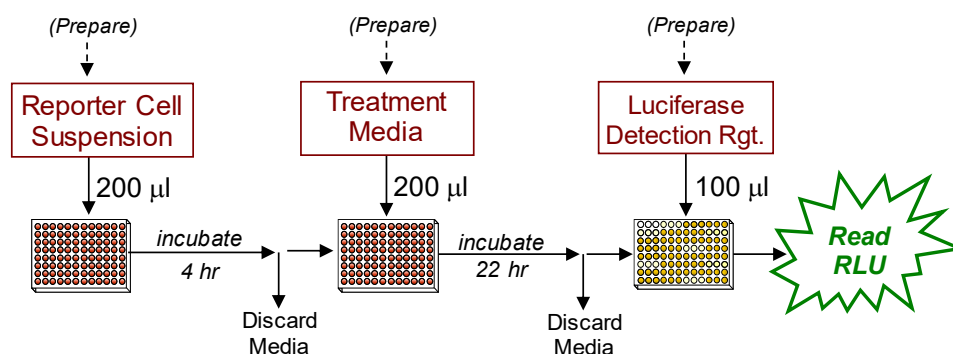 (Prepare)
(Prepare)
(Prepare)
Reporter Cell
Suspension
Treatment
Media
Luciferase
Detection Rgt.
200 μl
200 μl
100 μl
incubate
4 hr
incubate
22 hr
Read
RLU
Discard
Media
Discard
Media